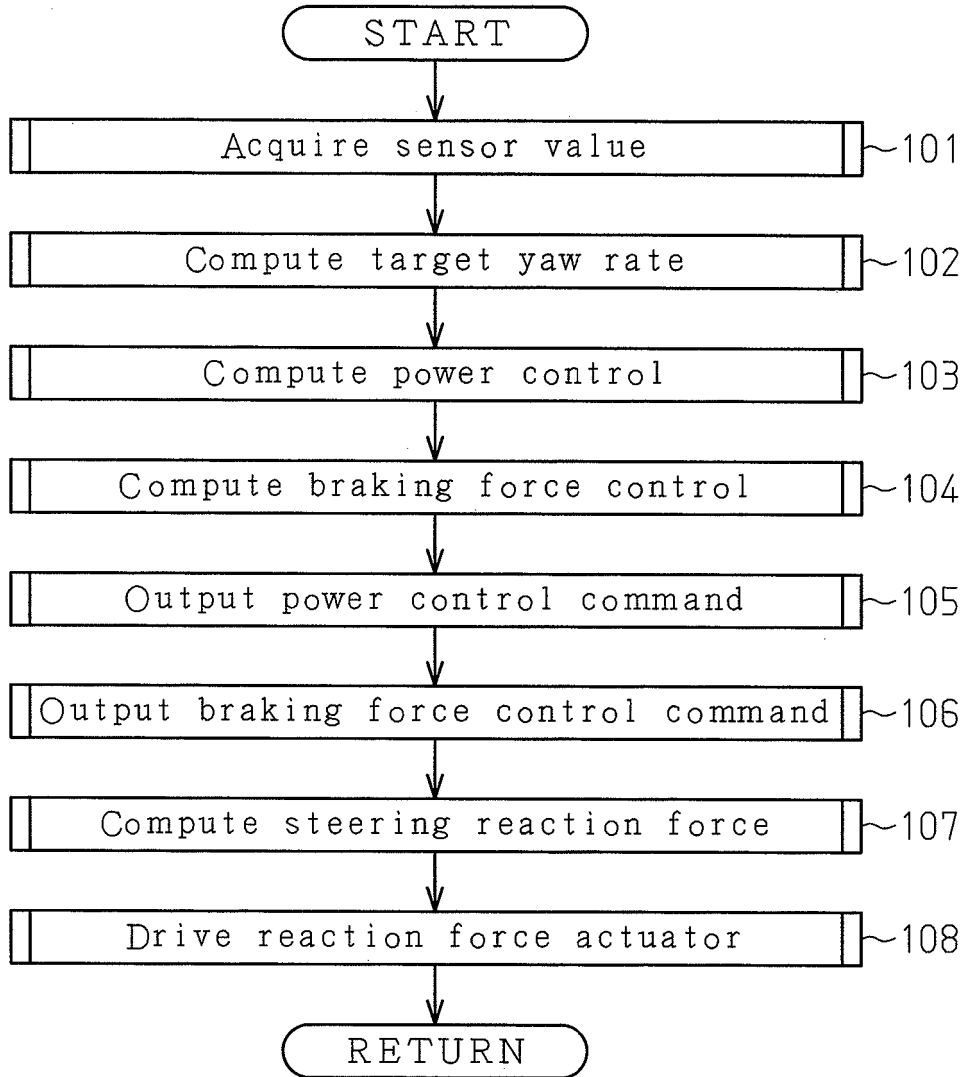 START
Acquire sensor value 101
Compute target yaw rate 102
Compute power control 103
Compute braking force control 104
Output power control command 105
Output braking force control command 106
Compute steering reaction force 107
Drive reaction force actuator 108
RETURN